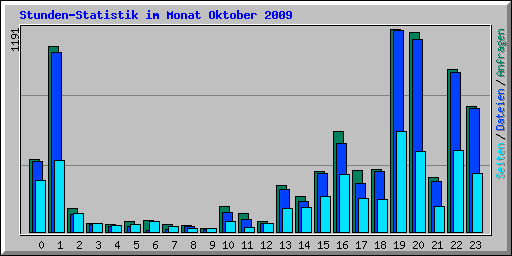 Stunden-Statistik im Monat Oktober 2009
1191
Seiten/Dateien/Anfragen
0 1 2 3 4 5 6 7 8 9 10 11 12 13 14 15 16 17 18 19 20 21 22 23